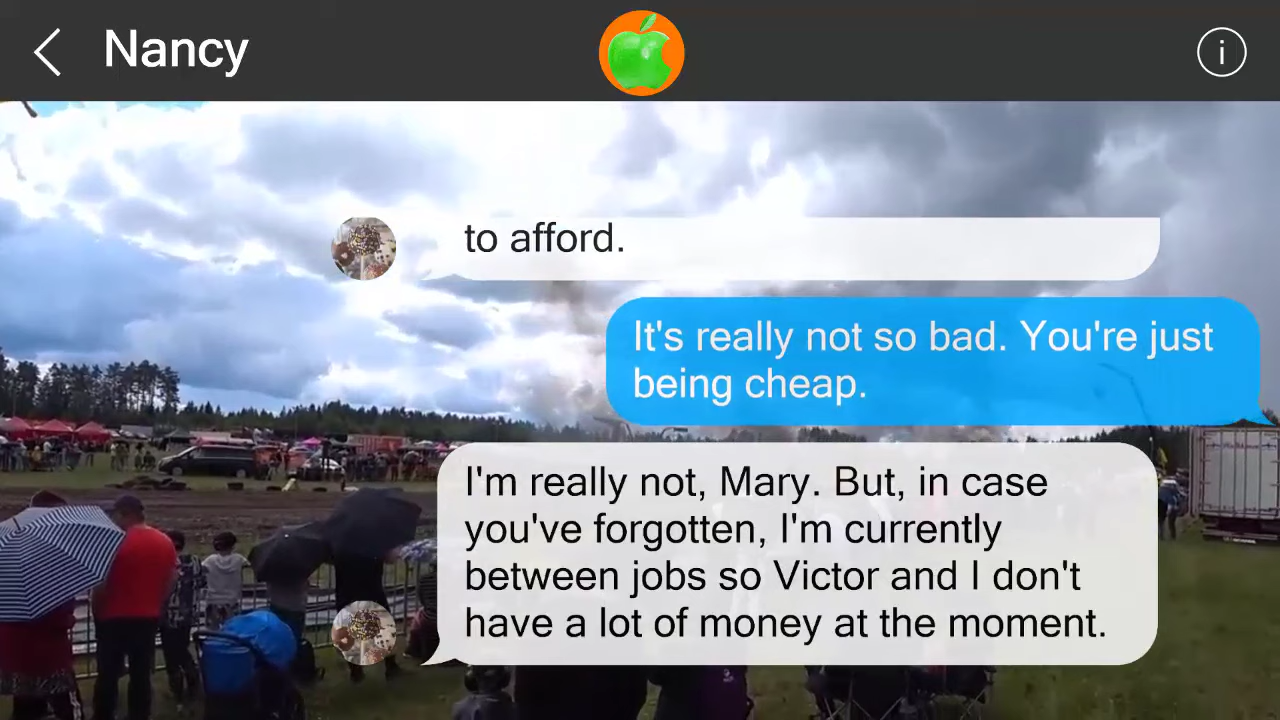 Nancy
i
to afford.
It's really not so bad. You're just
being cheap.
I'm really not, Mary. But, in case
you've forgotten, I'm currently
between jobs so Victor and I don't
have a lot of money at the moment.